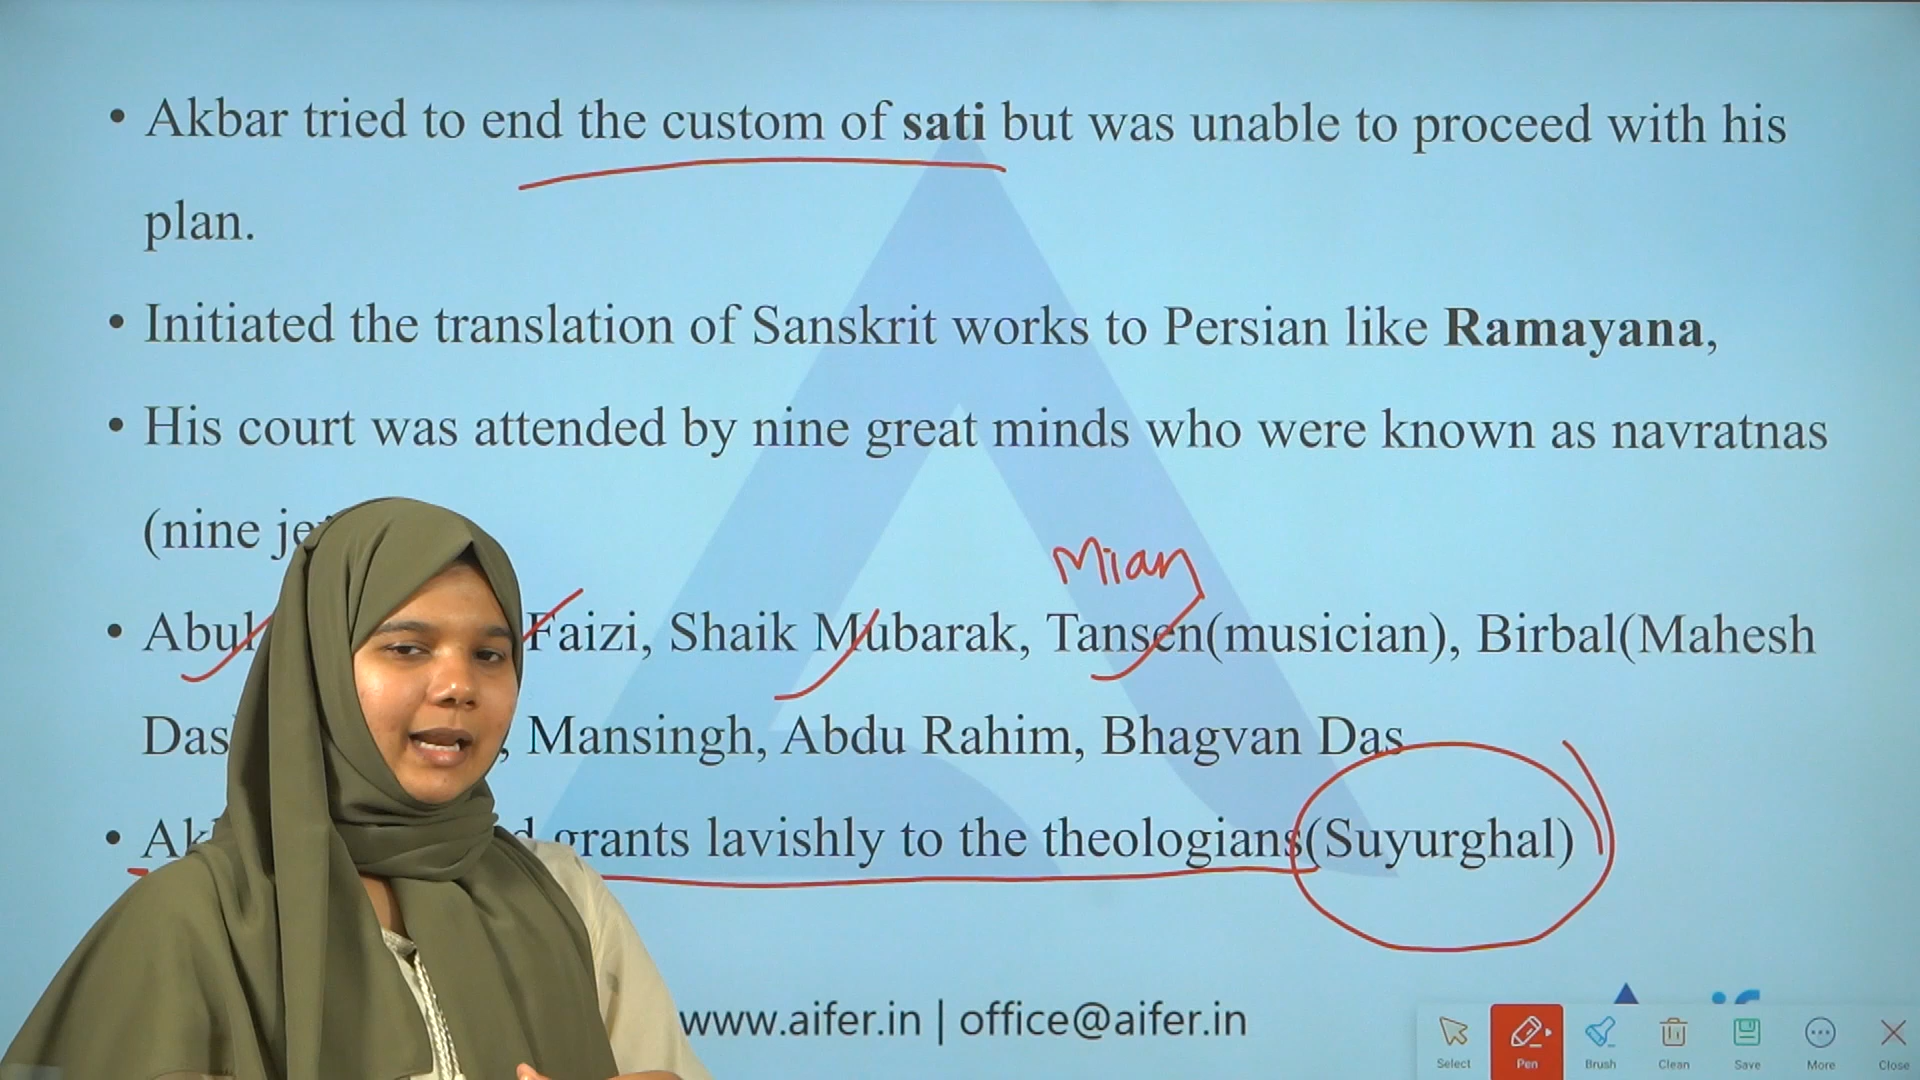 • Akbar tried to end the custom of sati but was unable to proceed with his
plan.
• Initiated the translation of Sanskrit works to Persian like Ramayana,
• His court was attended by nine great minds who were known as navratnas
(nine
Mian
• Abul Faizi, Shaik Mubarak, Tansen(musician), Birbal(Mahesh
Das , Mansingh, Abdu Rahim, Bhagvan Das
• grants lavishly to the theologians(Suyurghal)
www.aifer.in | office@aifer.in
Select Pen Brush Clean Save More Close